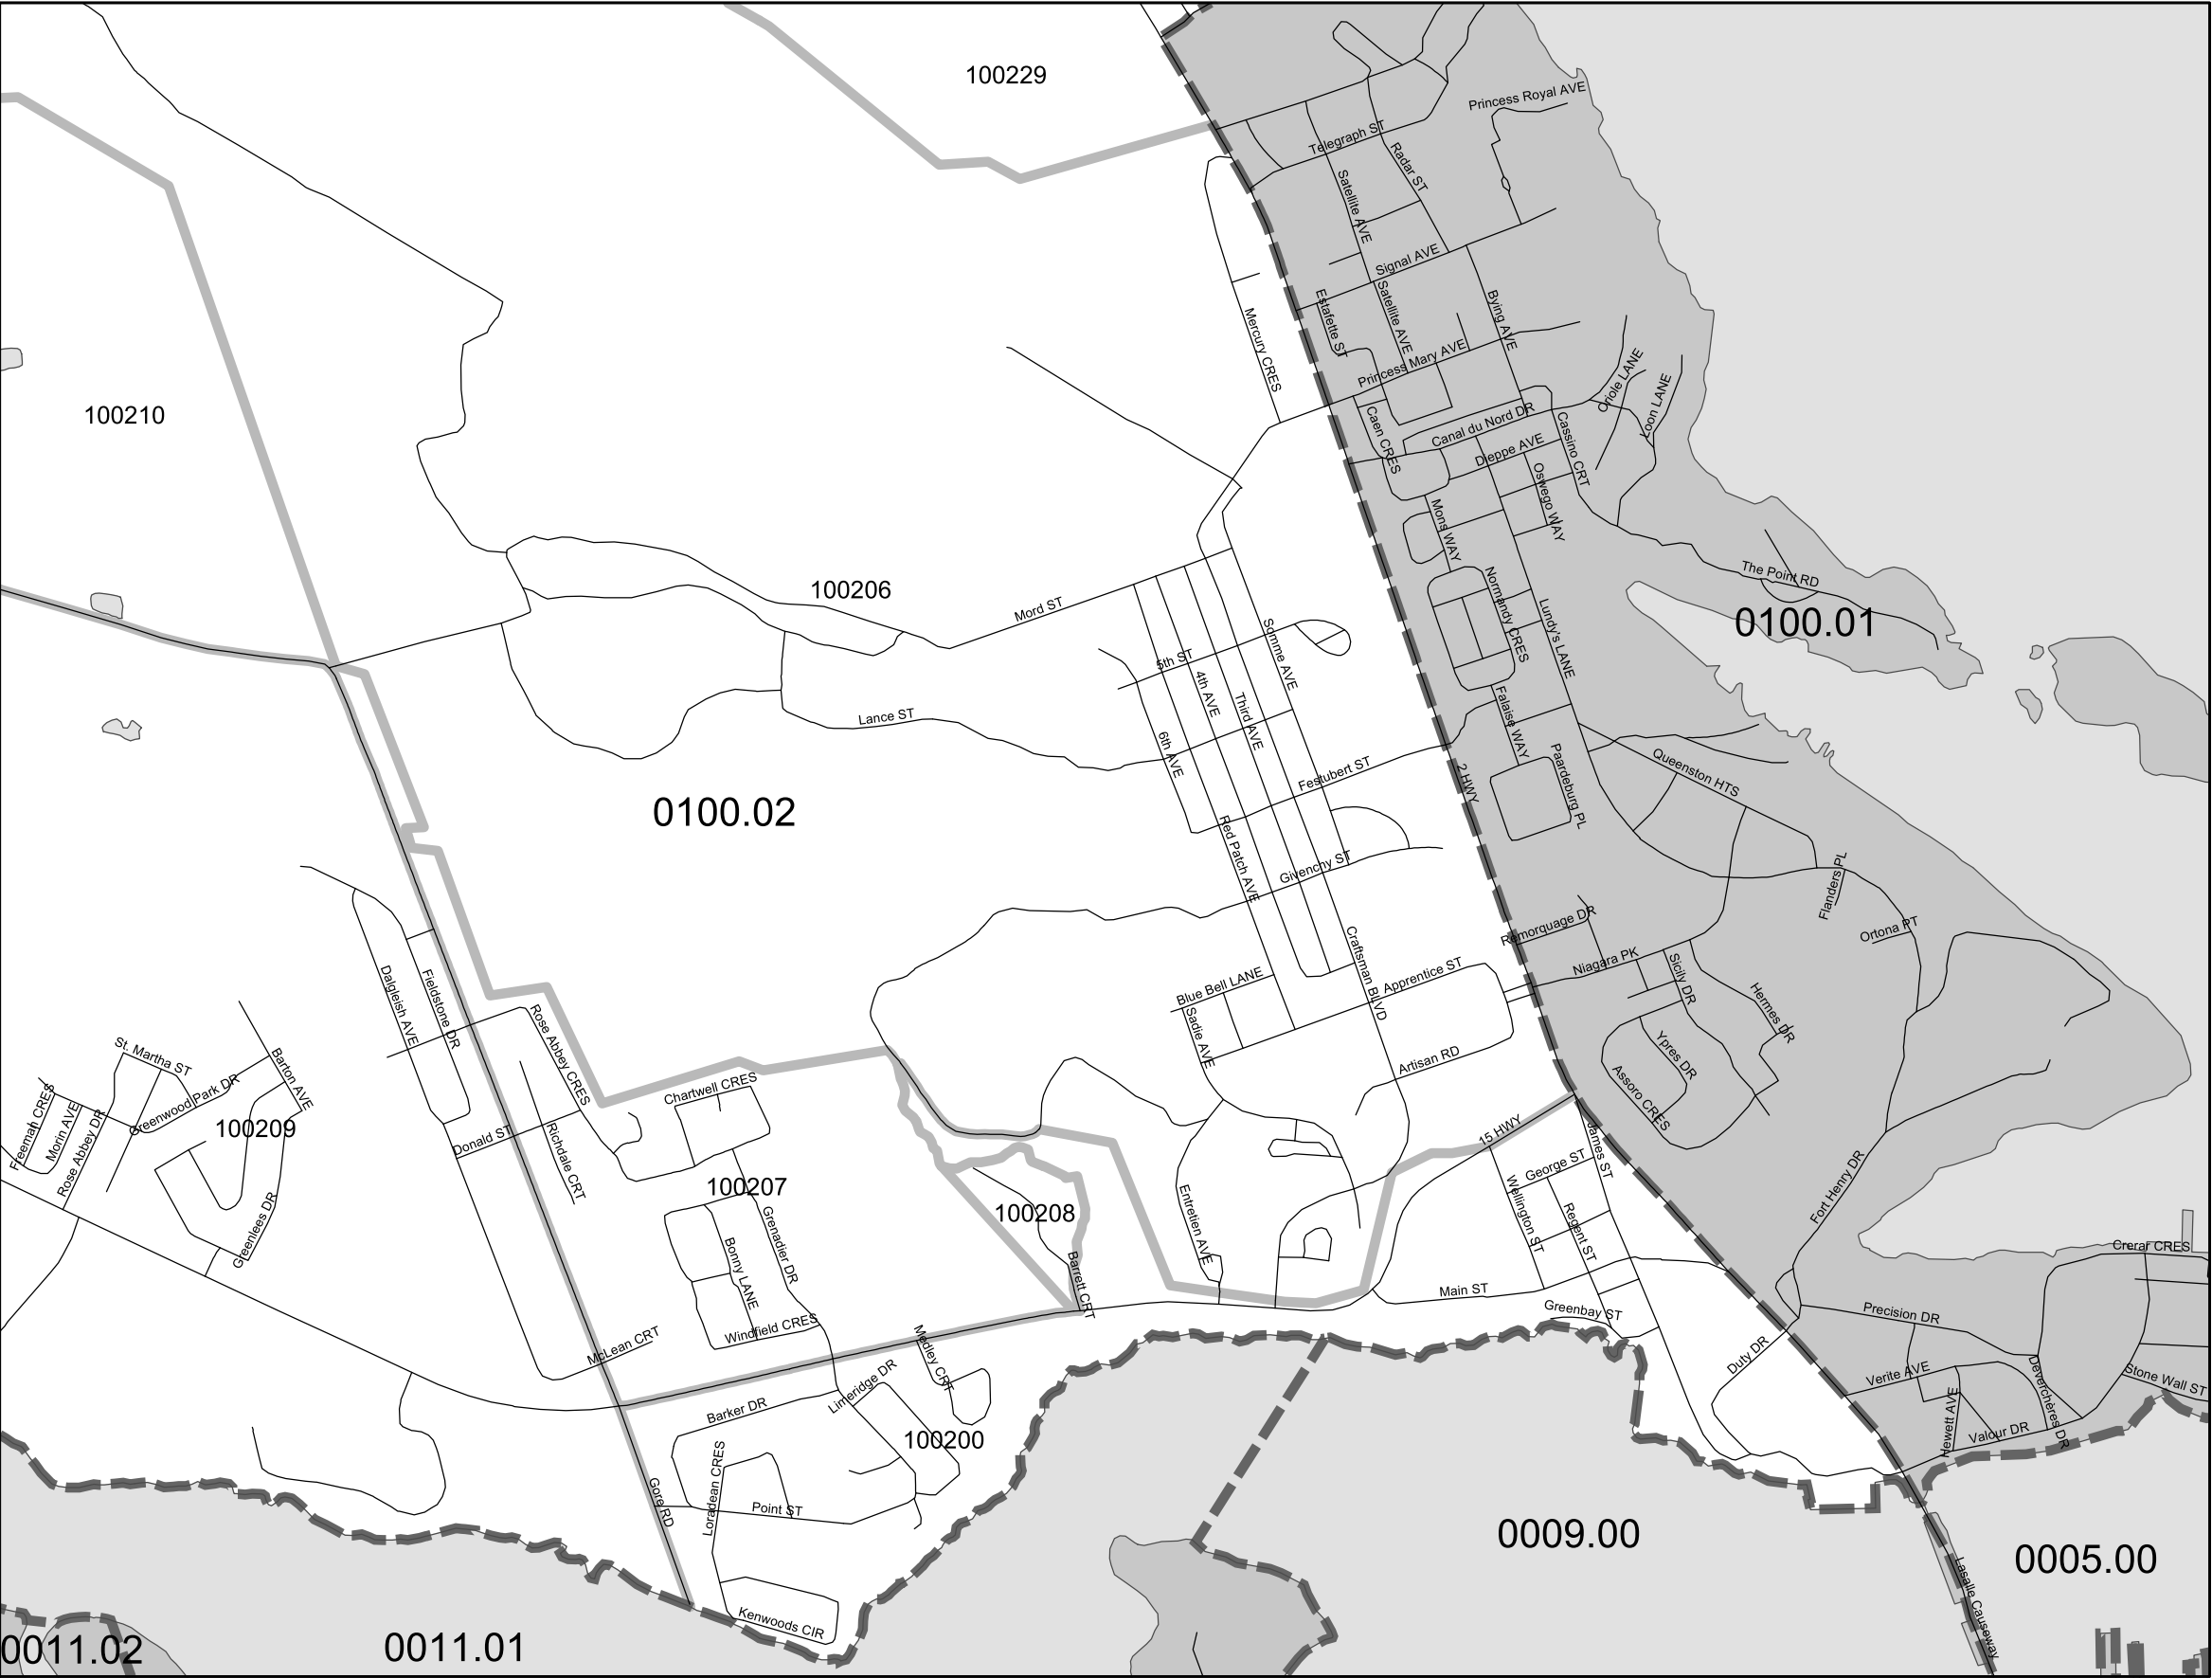 100229
Princess Royal AVE
Telegraph ST
Radar ST
Satellite AVE
Signal AVE
Estafette ST
Satellite AVE
Bying AVE
Mercury CRES
Princess Mary AVE
Oriole LANE
Loon LANE
100210
Caen CRES
Canal du Nord DR
Cassino CRT
Dieppe AVE
Oswego WAY
Mons WAY
100206
Mord ST
Normandy CRES
The Point RD
Lundy's LANE
0100.01
Somme AVE
5th ST
4th AVE
Third AVE
Lance ST
6th AVE
Falaise WAY
Festubert ST
2 HWY
Paardeburg PL
Queenston HTS
0100.02
Red Patch AVE
Givenchy ST
Flanders PL
Remorquage DR
Ortona PT
Craftsman BLVD
Niagara PK
Sicily DR
Dalgleish AVE
Fieldstone DR
Blue Bell LANE
Apprentice ST
Hermes DR
Rose Abbey CRES
Sadie AVE
St. Martha ST
Barton AVE
Ypres DR
Artisan RD
Assoro CRES
Greenwood Park DR
Chartwell CRES
Freeman CRES
Morin AVE
Rose Abbey DR
100209
Donald ST
Richdale CRT
15 HWY
James ST
George ST
Fort Henry DR
100207
Entretien AVE
Wellington ST
Regent ST
100208
Greenlees DR
Grenadier DR
Bonny LANE
Barrett CRT
Crerar CRES
Main ST
Greenbay ST
Precision DR
Windfield CRES
McLean CRT
Medley CRT
Limeridge DR
Duty DR
Verite AVE
Deverchères DR
Stone Wall ST
Barker DR
Hewett AVE
Valour DR
100200
Loradean CRES
Gore RD
Point ST
0009.00
0005.00
Lasalle Causeway
Kenwoods CIR
0011.02
0011.01